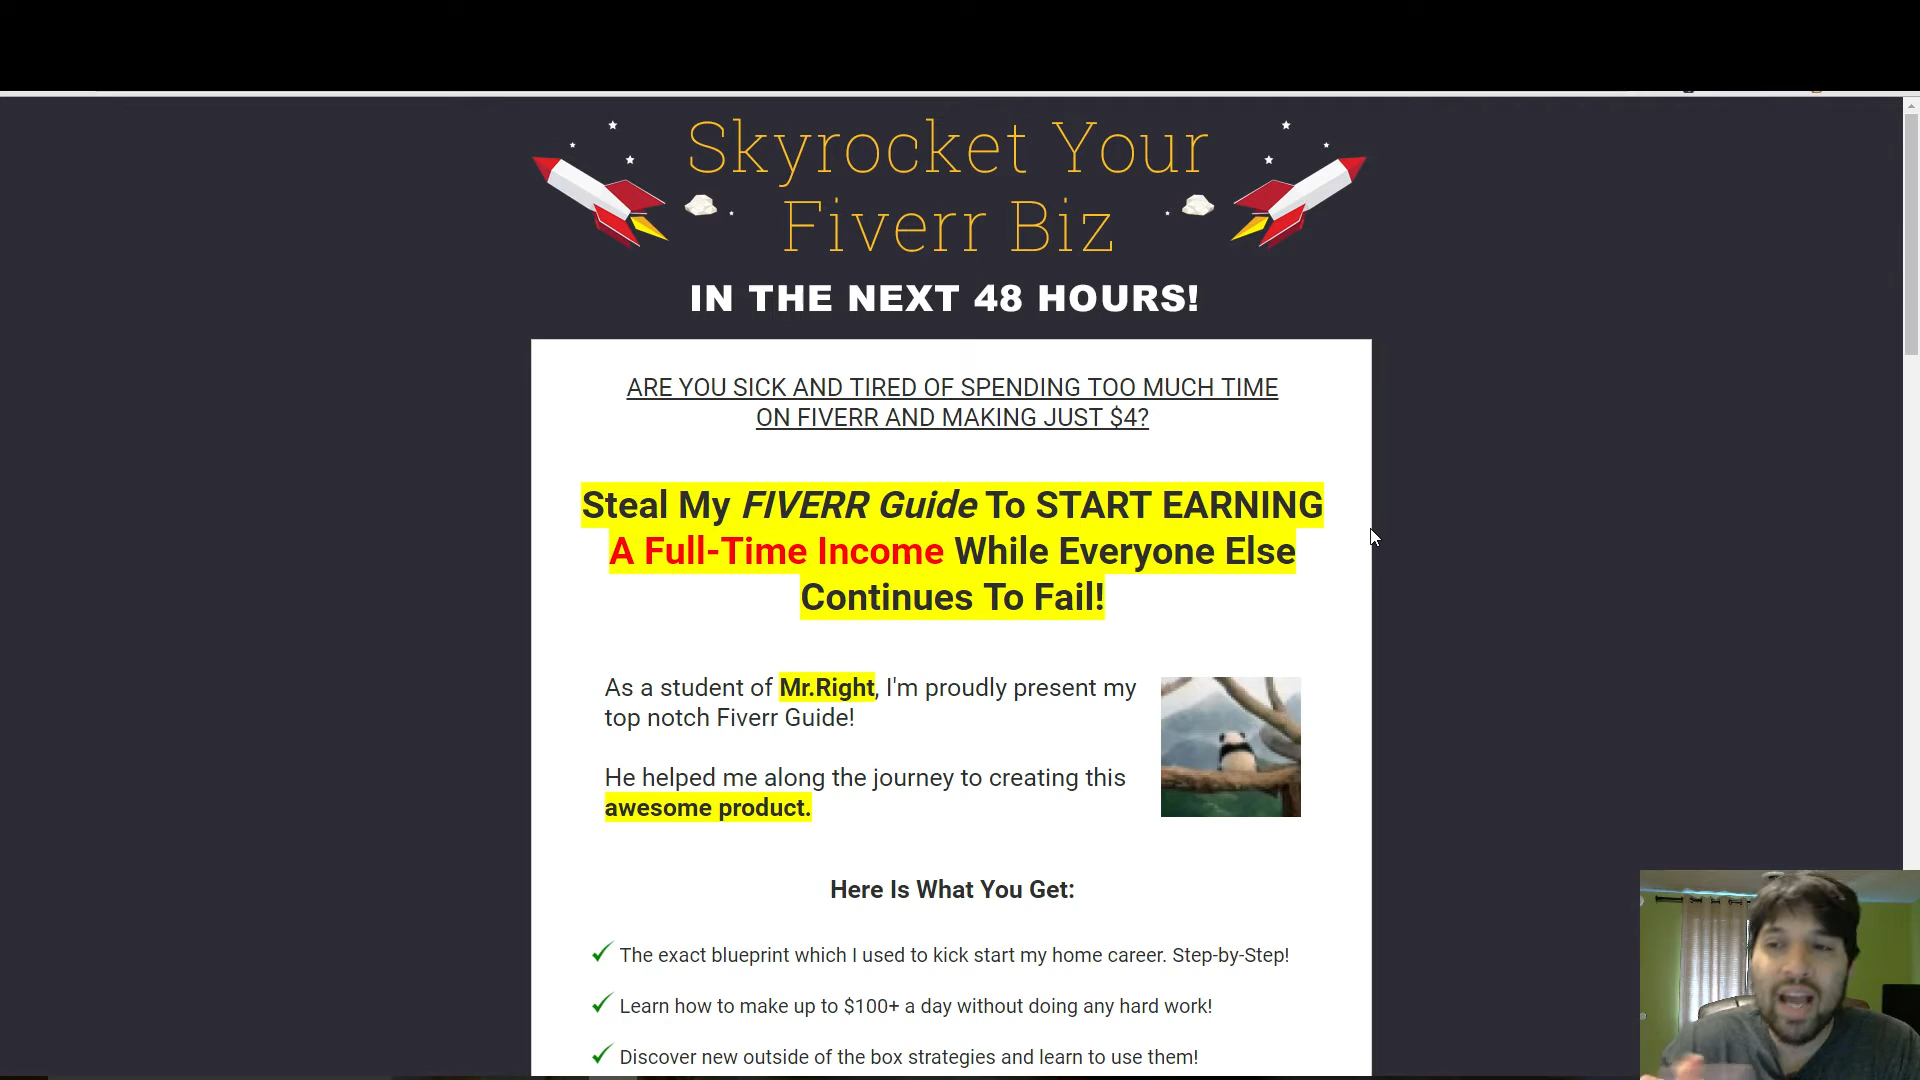 Skyrocket Your
Fiverr Biz
IN THE NEXT 48 HOURS!
ARE YOU SICK AND TIRED OF SPENDING TOO MUCH TIME
ON FIVERR AND MAKING JUST $4?
Steal My FIVERR Guide To START EARNING
A Full-Time Income While Everyone Else
Continues To Fail!
As a student of Mr.Right, I'm proudly present my
top notch Fiverr Guide!
He helped me along the journey to creating this
awesome product.
Here Is What You Get:
The exact blueprint which I used to kick start my home career. Step-by-Step!
Learn how to make up to $100+ a day without doing any hard work!
Discover new outside of the box strategies and learn to use them!